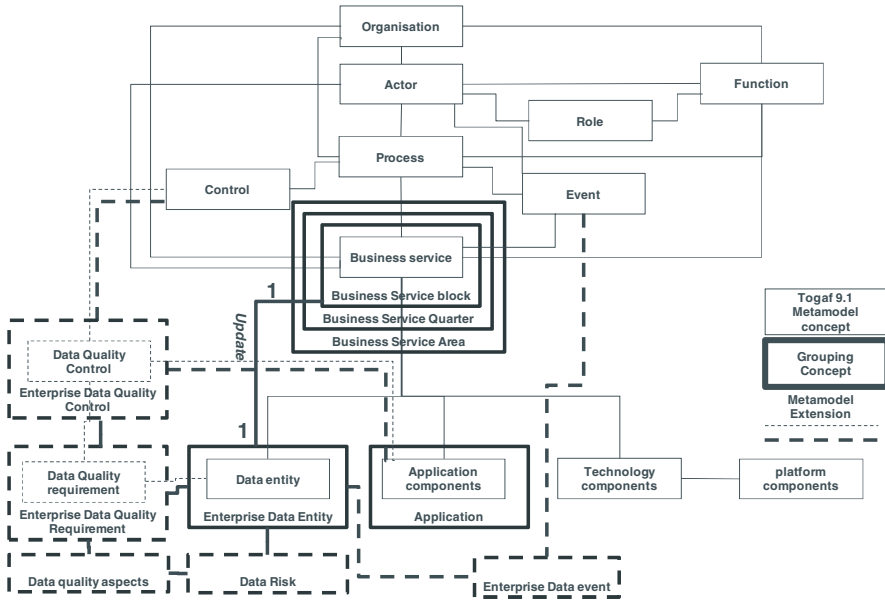 Organisation
Actor
Function
Role
Process
Control
Event
Business service
Business Service block
Business Service Quarter
Business Service Area
1
Update
1
Togaf 9.1
Metamodel
concept
Grouping
Concept
Metamodel
Extension
Data Quality
Control
Enterprise Data Quality
Control
Data Quality
requirement
Enterprise Data Quality
Requirement
Data entity
Enterprise Data Entity
Application
components
Application
Technology
components
platform
components
Data quality aspects
Data Risk
Enterprise Data event